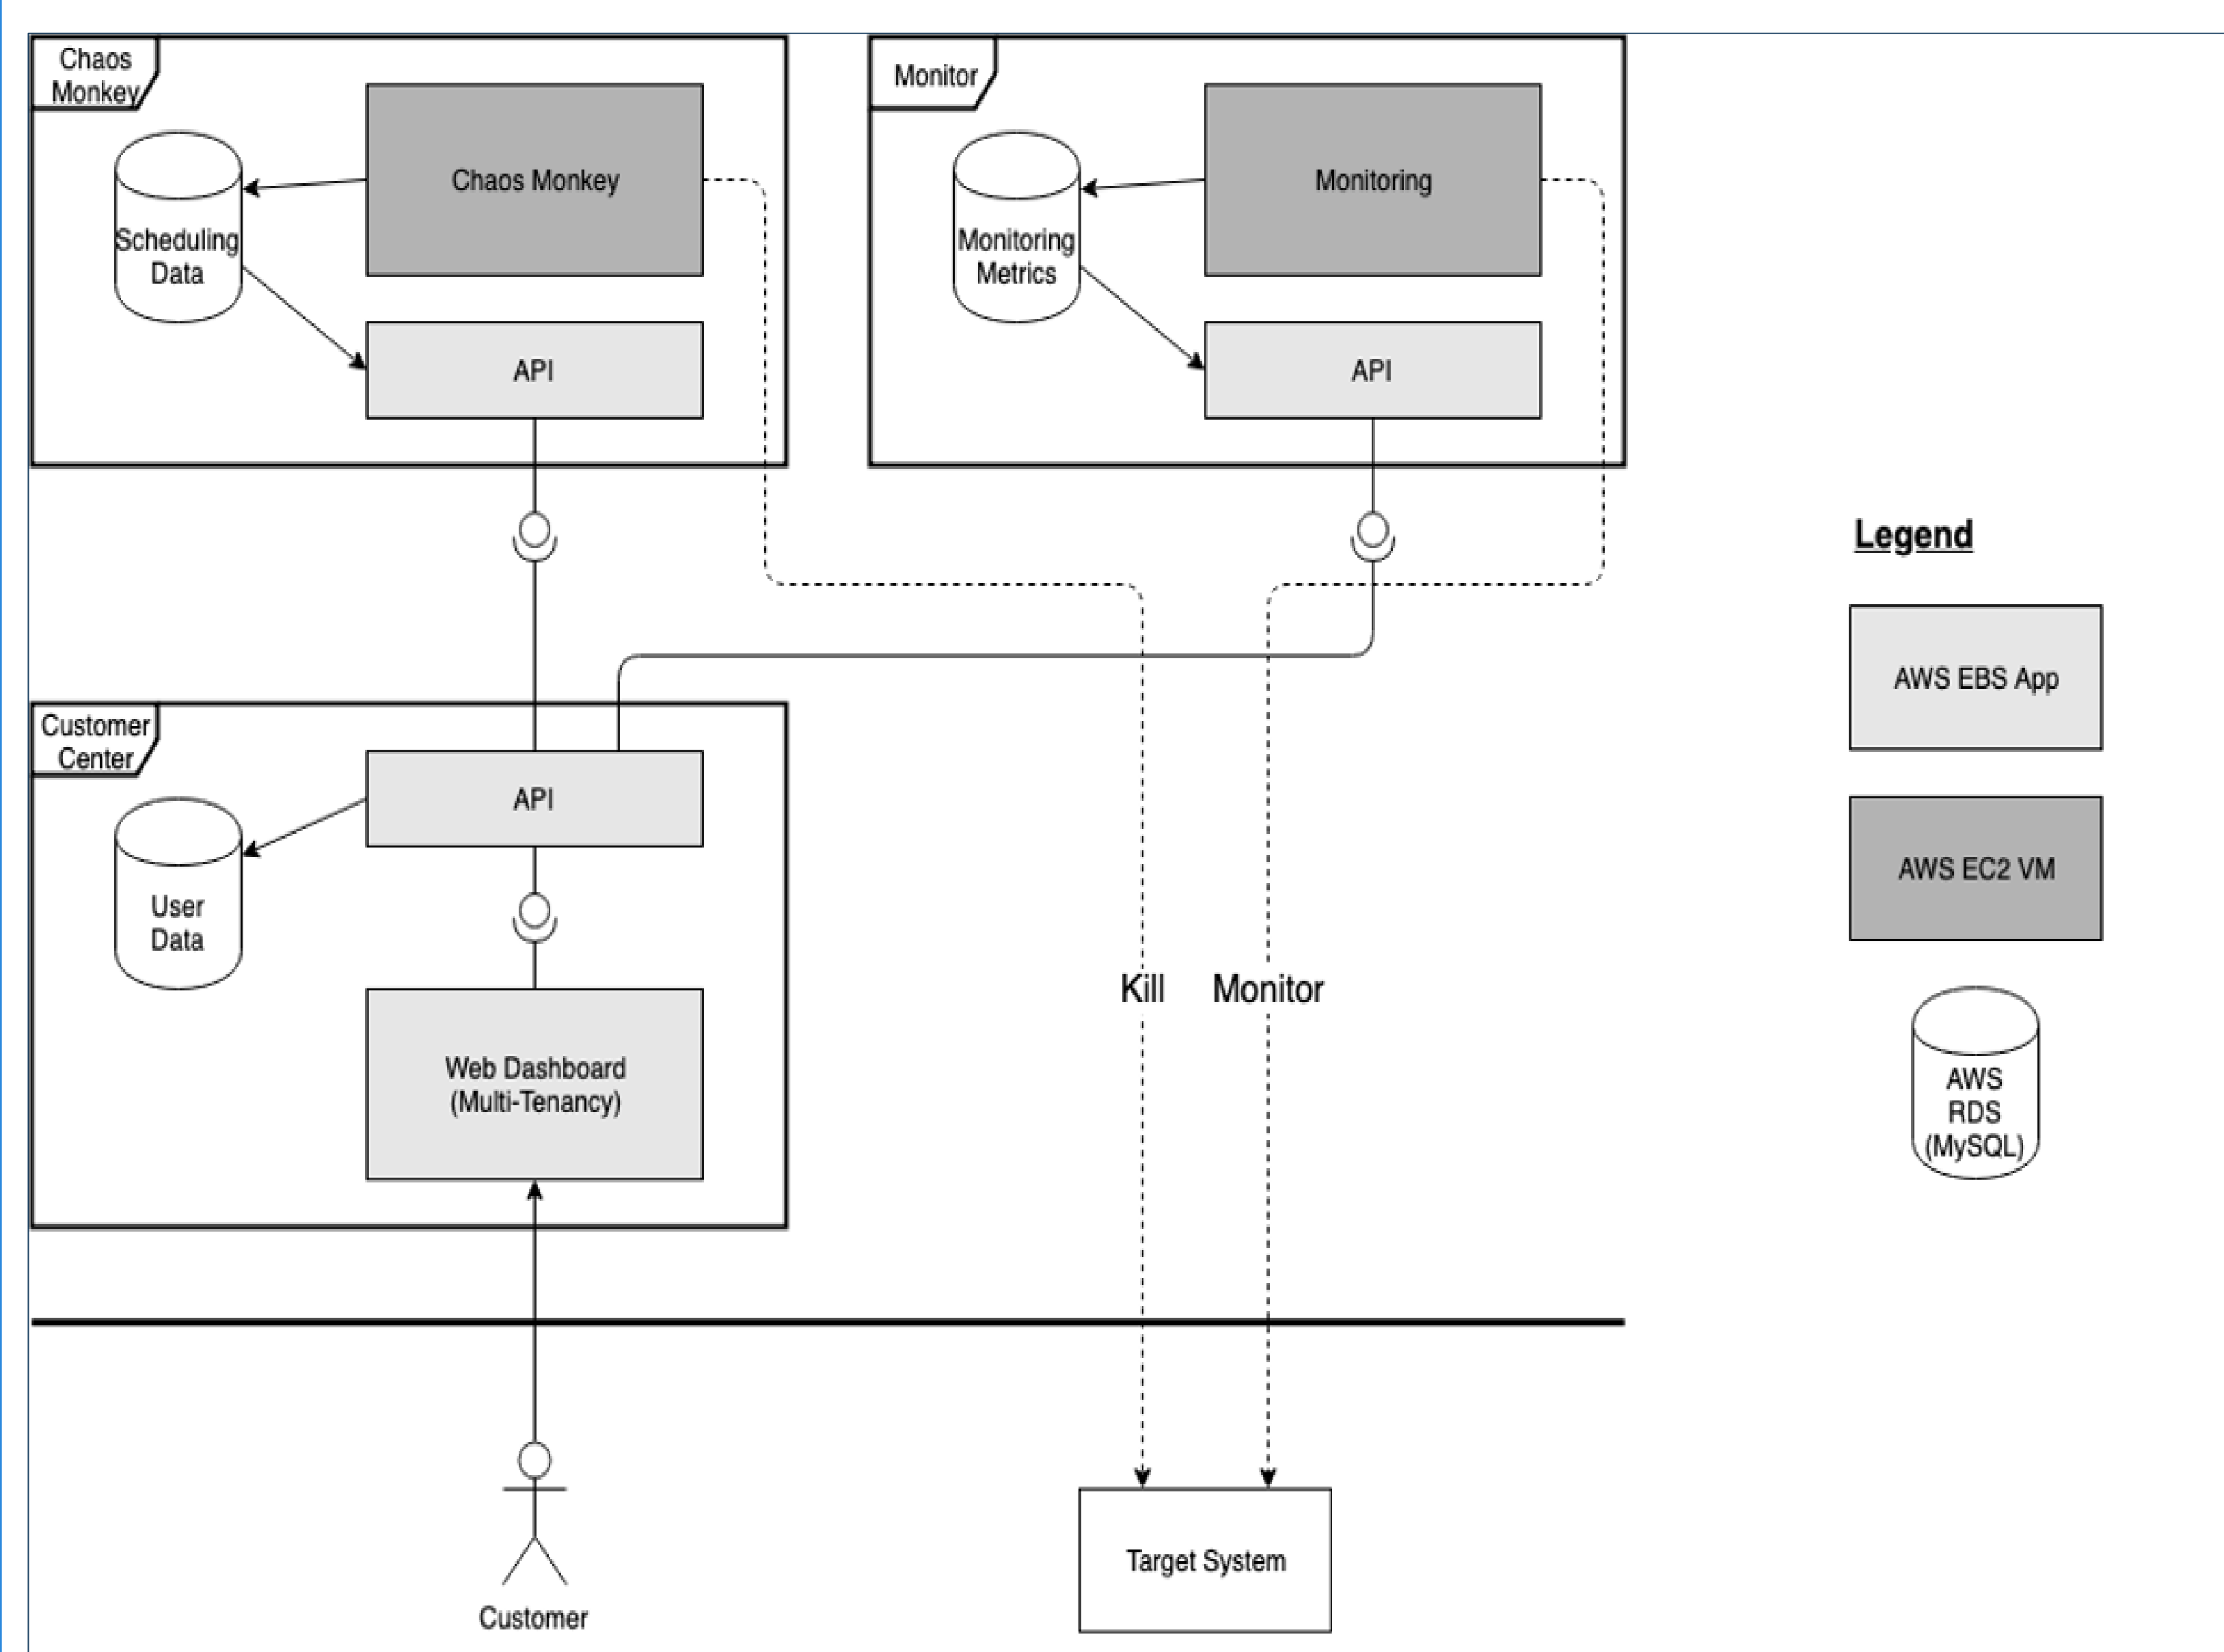 Chaos
Monkey
Chaos Monkey
Scheduling
Data
API
Monitor
Monitoring
Monitoring
Metrics
API
Customer
Center
API
User
Data
Web Dashboard
(Multi-Tenancy)
Kill
Monitor
Customer
Target System
Legend
AWS EBS App
AWS EC2 VM
AWS
RDS
(MySQL)